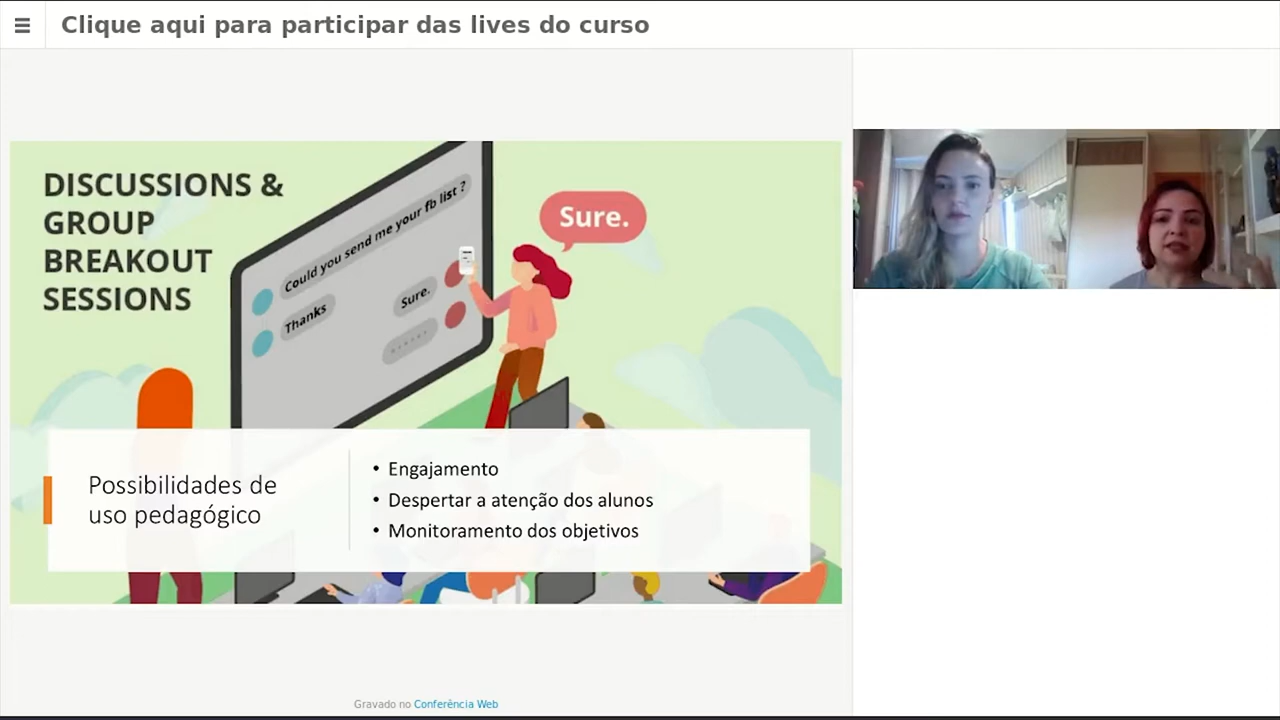 Clique aqui para participar das lives do curso
DISCUSSIONS &
GROUP
BREAKOUT
SESSIONS
Could you send me your fb list ?
Thanks
Sure.
Sure.
Possibilidades de
uso pedagógico
• Engajamento
• Despertar a atenção dos alunos
• Monitoramento dos objetivos
Gravado no Conferência Web